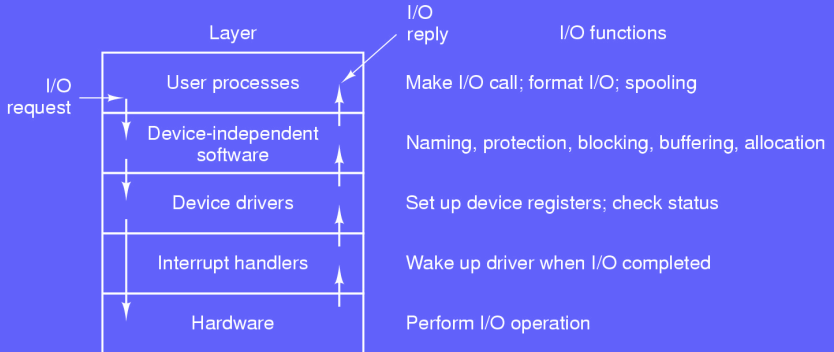 I/O
reply
Layer
I/O functions
I/O
request
User processes
Make I/O call; format I/O; spooling
Device-independent
software
Naming, protection, blocking, buffering, allocation
Device drivers
Set up device registers; check status
Interrupt handlers
Wake up driver when I/O completed
Hardware
Perform I/O operation